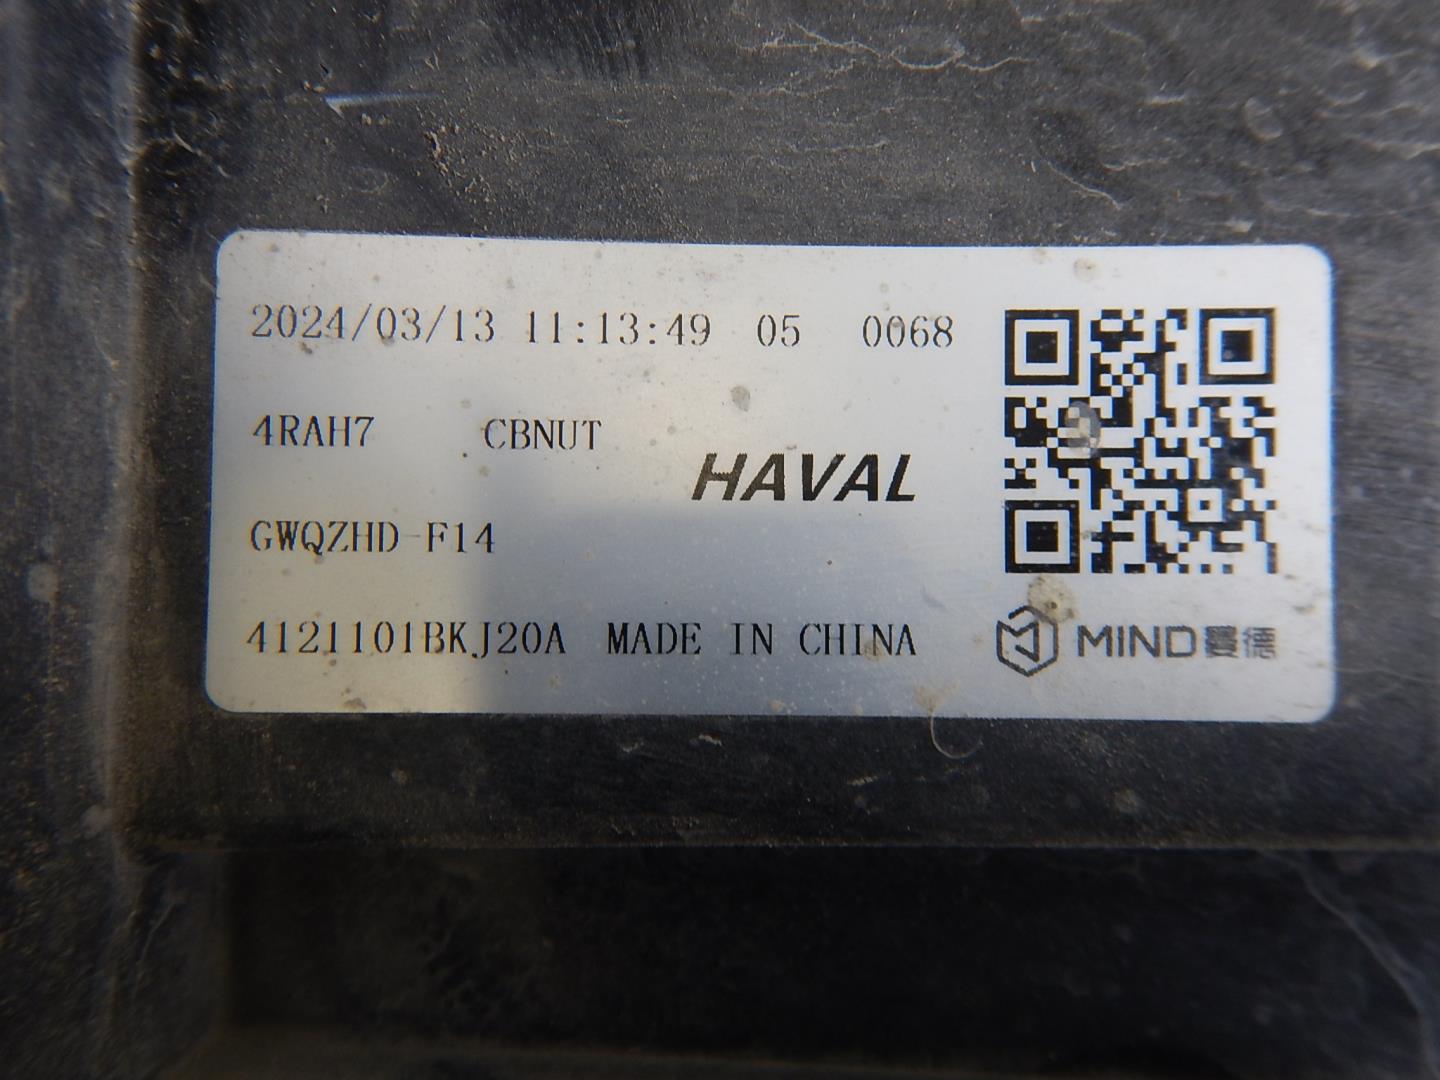 2024/03/13 11:13:49 05 0068
4RAH7 CBNUT
HAVAL
GWQZHD-F14
4121101BKJ20A MADE IN CHINA
MIND賽德